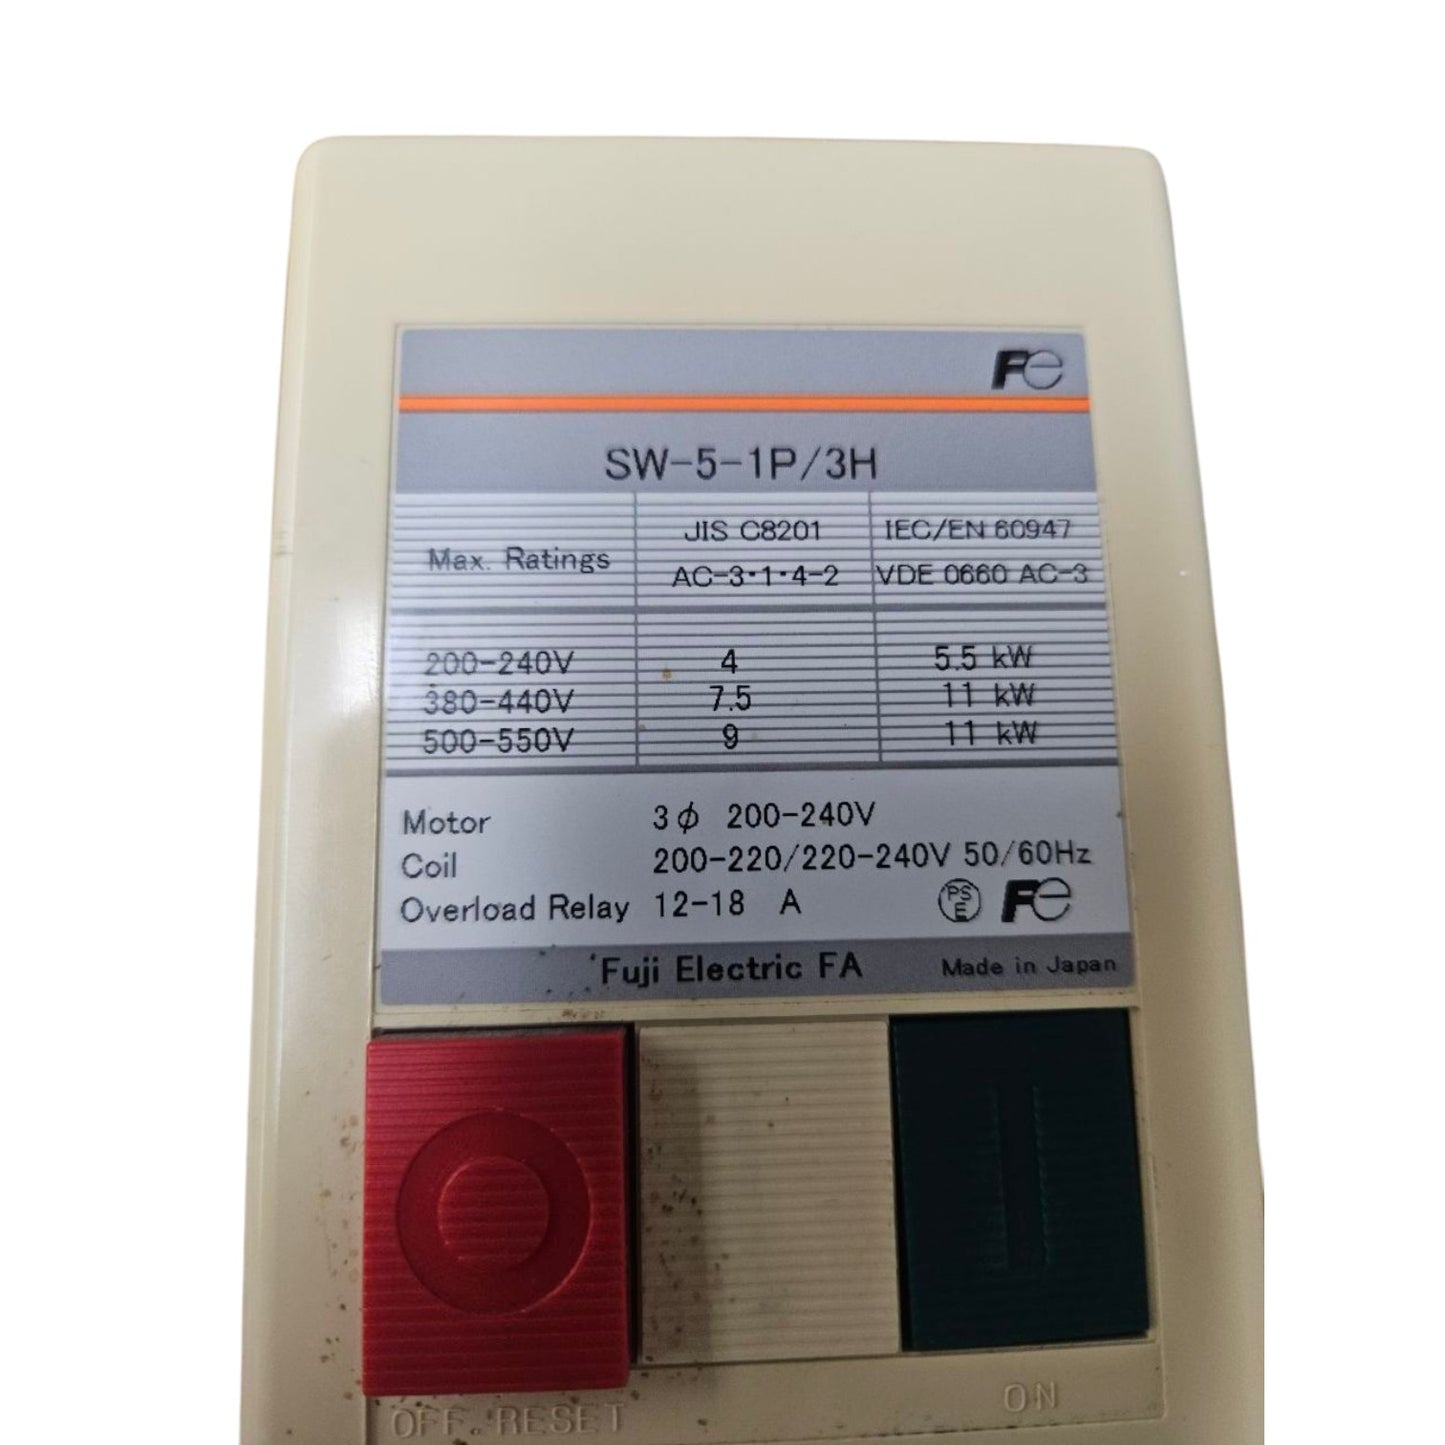 Fe
SW-5-1P/3H
Max. Ratings
JIS C8201
AC-3・1・4-2
IEC/EN 60947
VDE 0660 AC-3
200-240V 4 5.5 kW
380-440V 7.5 11 kW
500-550V 9 11 kW
Motor 3ϕ 200-240V
Coil 200-220/220-240V 50/60Hz
Overload Relay 12-18 A
PS E Fe
Fuji Electric FA Made in Japan
OFF.RESET ON